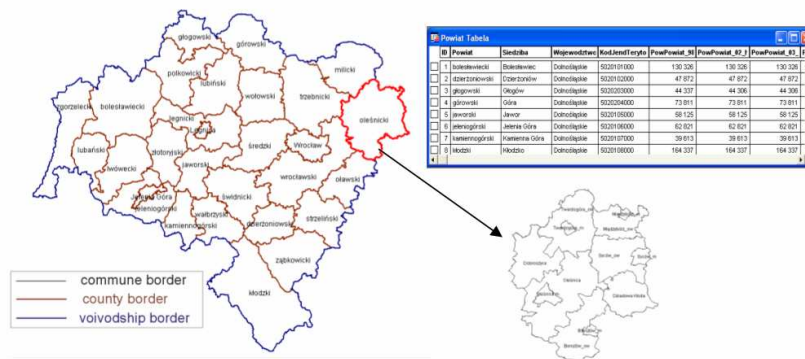 głogowski
górowski
milicki
polkowicki
lubiński
wołowski
trzebnicki
oleśnicki
zgorzelecki
bolesławiecki
legnicki
Legnica
średzki
Wrocław
lubański
złotoryjski
lwówecki
jaworski
wrocławski
oławski
Jelenia Góra
jeleniogórski
świdnicki
strzeliński
kamiennogórski
wałbrzyski
dzierżoniowski
ząbkowicki
kłodzki
commune border
county border
voivodship border
Powiat Tabela
ID Powiat Siedziba Wojewodztwo KodJendTeryto PowPowiat_98 PowPowiat_02_ PowPowiat_03_
1 bolesławiecki Bolesławiec Dolnośląskie 5020101000 130 326 130 326 130 326
2 dzierżoniowski Dzierżoniów Dolnośląskie 5020102000 47 872 47 872 47 872
3 głogowski Głogów Dolnośląskie 5020203000 44 337 44 306 44 306
4 górowski Góra Dolnośląskie 5020204000 73 811 73 811 73 811
5 jaworski Jawor Dolnośląskie 5020105000 58 125 58 125 58 125
6 jeleniogórski Jelenia Góra Dolnośląskie 5020106000 62 821 62 821 62 821
7 kamiennogórski Kamienna Góra Dolnośląskie 5020107000 39 613 39 613 39 613
8 kłodzko Kłodzko Dolnośląskie 5020108000 164 337 164 337 164 337